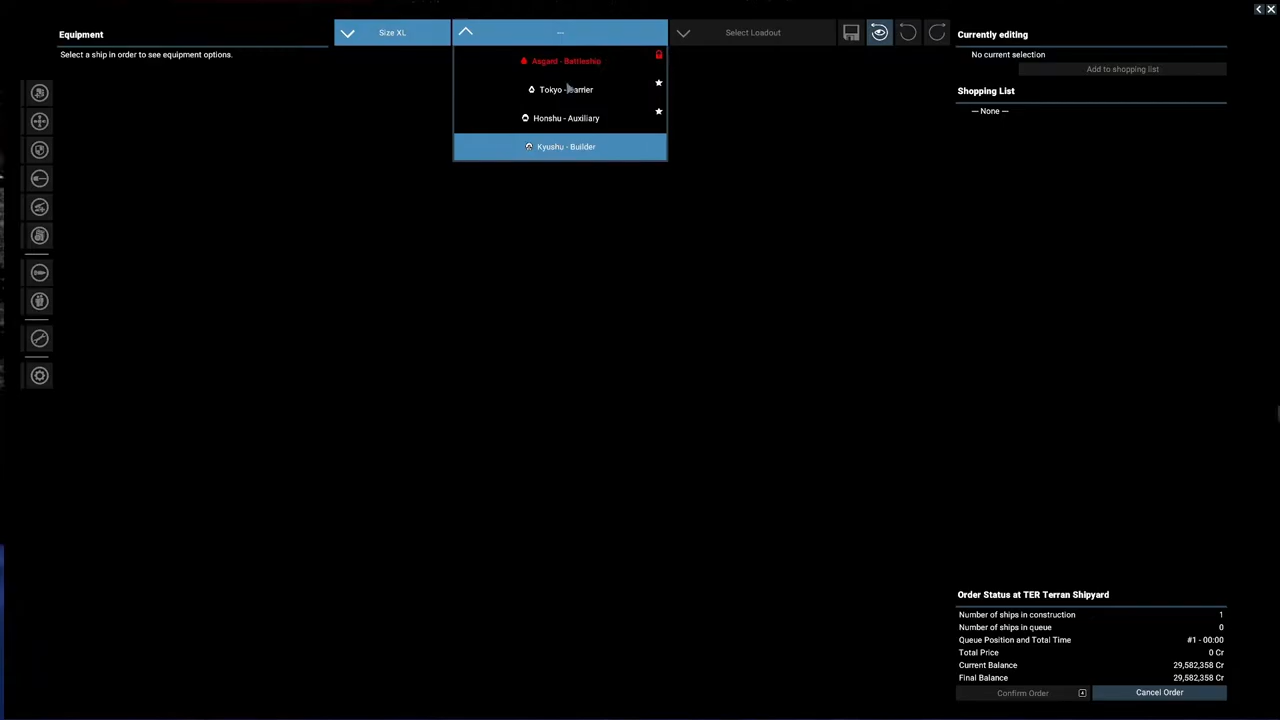 Equipment
Select a ship in order to see equipment options.
Size XL
---
Select Loadout
Asgard - Battleship
Tokyo - Carrier
Honshu - Auxiliary
Kyushu - Builder
Currently editing
No current selection
Add to shopping list
Shopping List
--- None ---
Order Status at TER Terran Shipyard
Number of ships in construction 1
Number of ships in queue 0
Queue Position and Total Time #1 - 00:00
Total Price 0 Cr
Current Balance 29,582,358 Cr
Final Balance 29,582,358 Cr
Confirm Order
Cancel Order